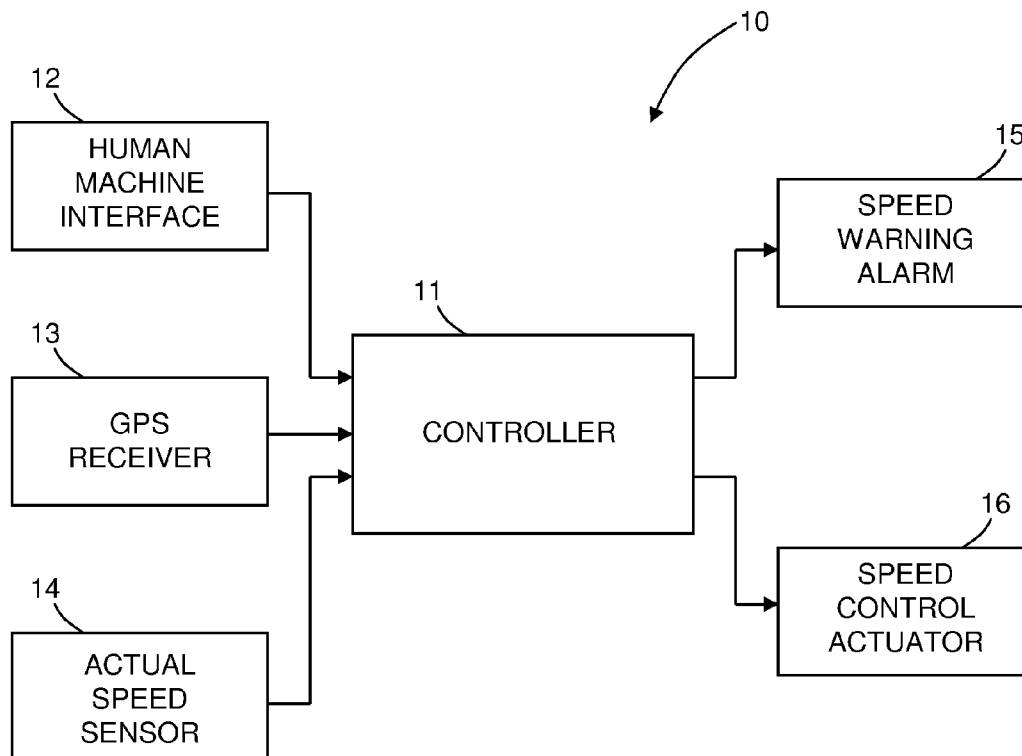 10
12
HUMAN
MACHINE
INTERFACE
15
SPEED
WARNING
ALARM
11
CONTROLLER
13
GPS
RECEIVER
16
SPEED
CONTROL
ACTUATOR
14
ACTUAL
SPEED
SENSOR